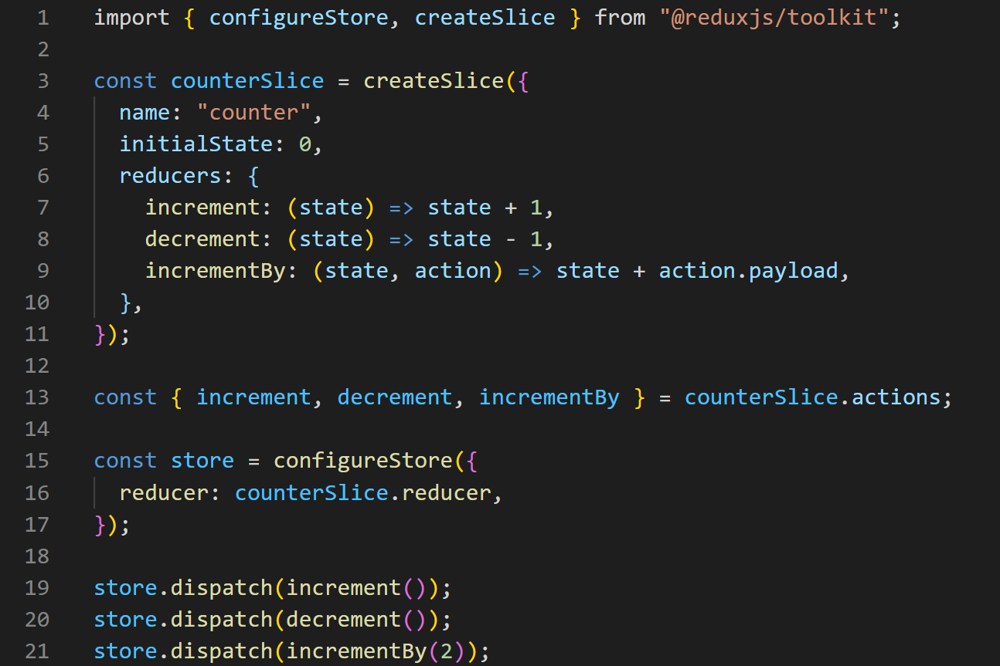 1 import { configureStore, createSlice } from "@reduxjs/toolkit";
2
3 const counterSlice = createSlice({
4   name: "counter",
5   initialState: 0,
6   reducers: {
7     increment: (state) => state + 1,
8     decrement: (state) => state - 1,
9     incrementBy: (state, action) => state + action.payload,
10   },
11 });
12
13 const { increment, decrement, incrementBy } = counterSlice.actions;
14
15 const store = configureStore({
16   reducer: counterSlice.reducer,
17 });
18
19 store.dispatch(increment());
20 store.dispatch(decrement());
21 store.dispatch(incrementBy(2));